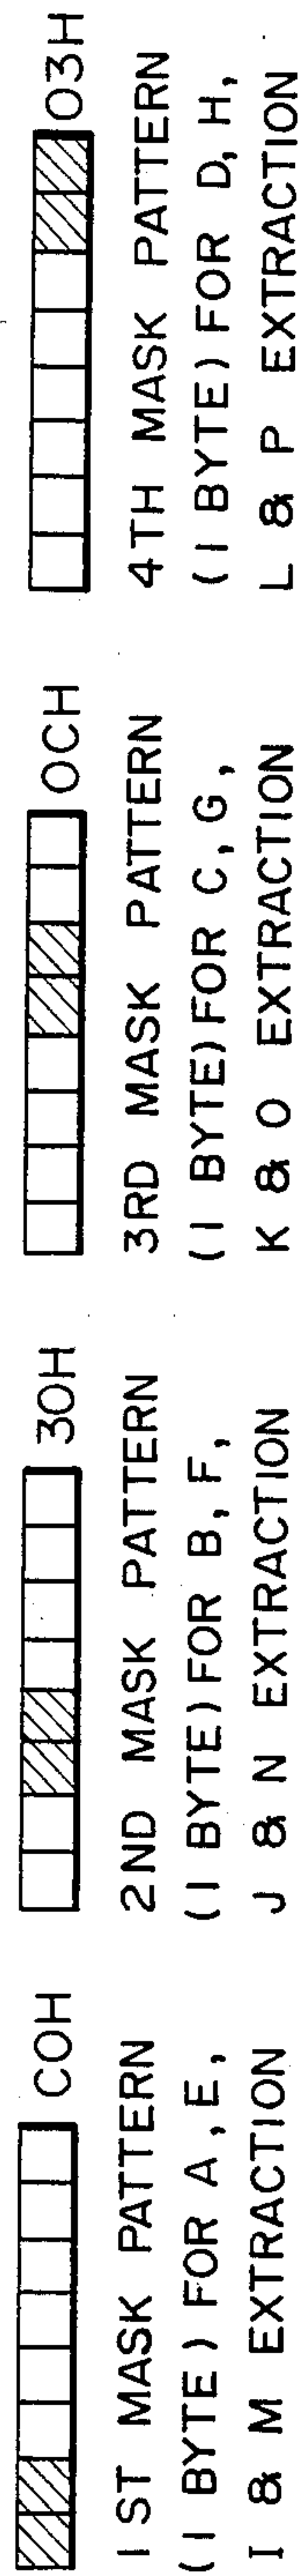 C0H
1ST MASK PATTERN
(1 BYTE) FOR A, E,
I & M EXTRACTION
30H
2ND MASK PATTERN
(1 BYTE) FOR B, F,
J & N EXTRACTION
0CH
3RD MASK PATTERN
(1 BYTE) FOR C, G,
K & O EXTRACTION
03H
4TH MASK PATTERN
(1 BYTE) FOR D, H,
L & P EXTRACTION